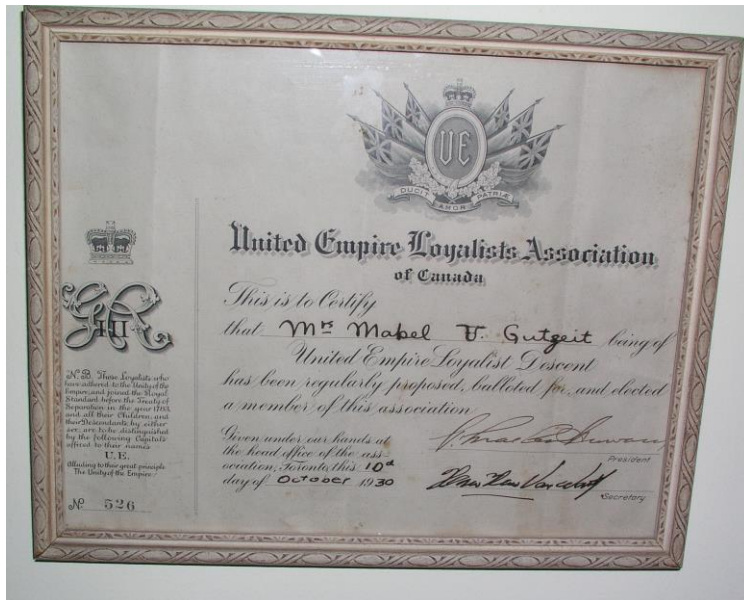 UE
DUCIT AMOR PATRIÆ
United Empire Loyalists Association
of Canada
This is to Certify
that Mrs Mabel V. Gutzeit being of
United Empire Loyalist Descent
has been regularly proposed, balloted for, and elected
a member of this association
Given under our hands at
the head office of the ass-
ociation, Toronto, this 10th
day of October 1930
President
Secretary
GR
III
N.B. Those Loyalists who
have adhered to the Unity of the
Empire, and joined the Royal
Standard before the Treaty of
Separation in the year 1783,
and all their Children, and
their Descendants by either
sex, are to be distinguished
by the following Capitals
affixed to their names
U.E.
Alluding to their great principle
The Unity of the Empire.
No 526